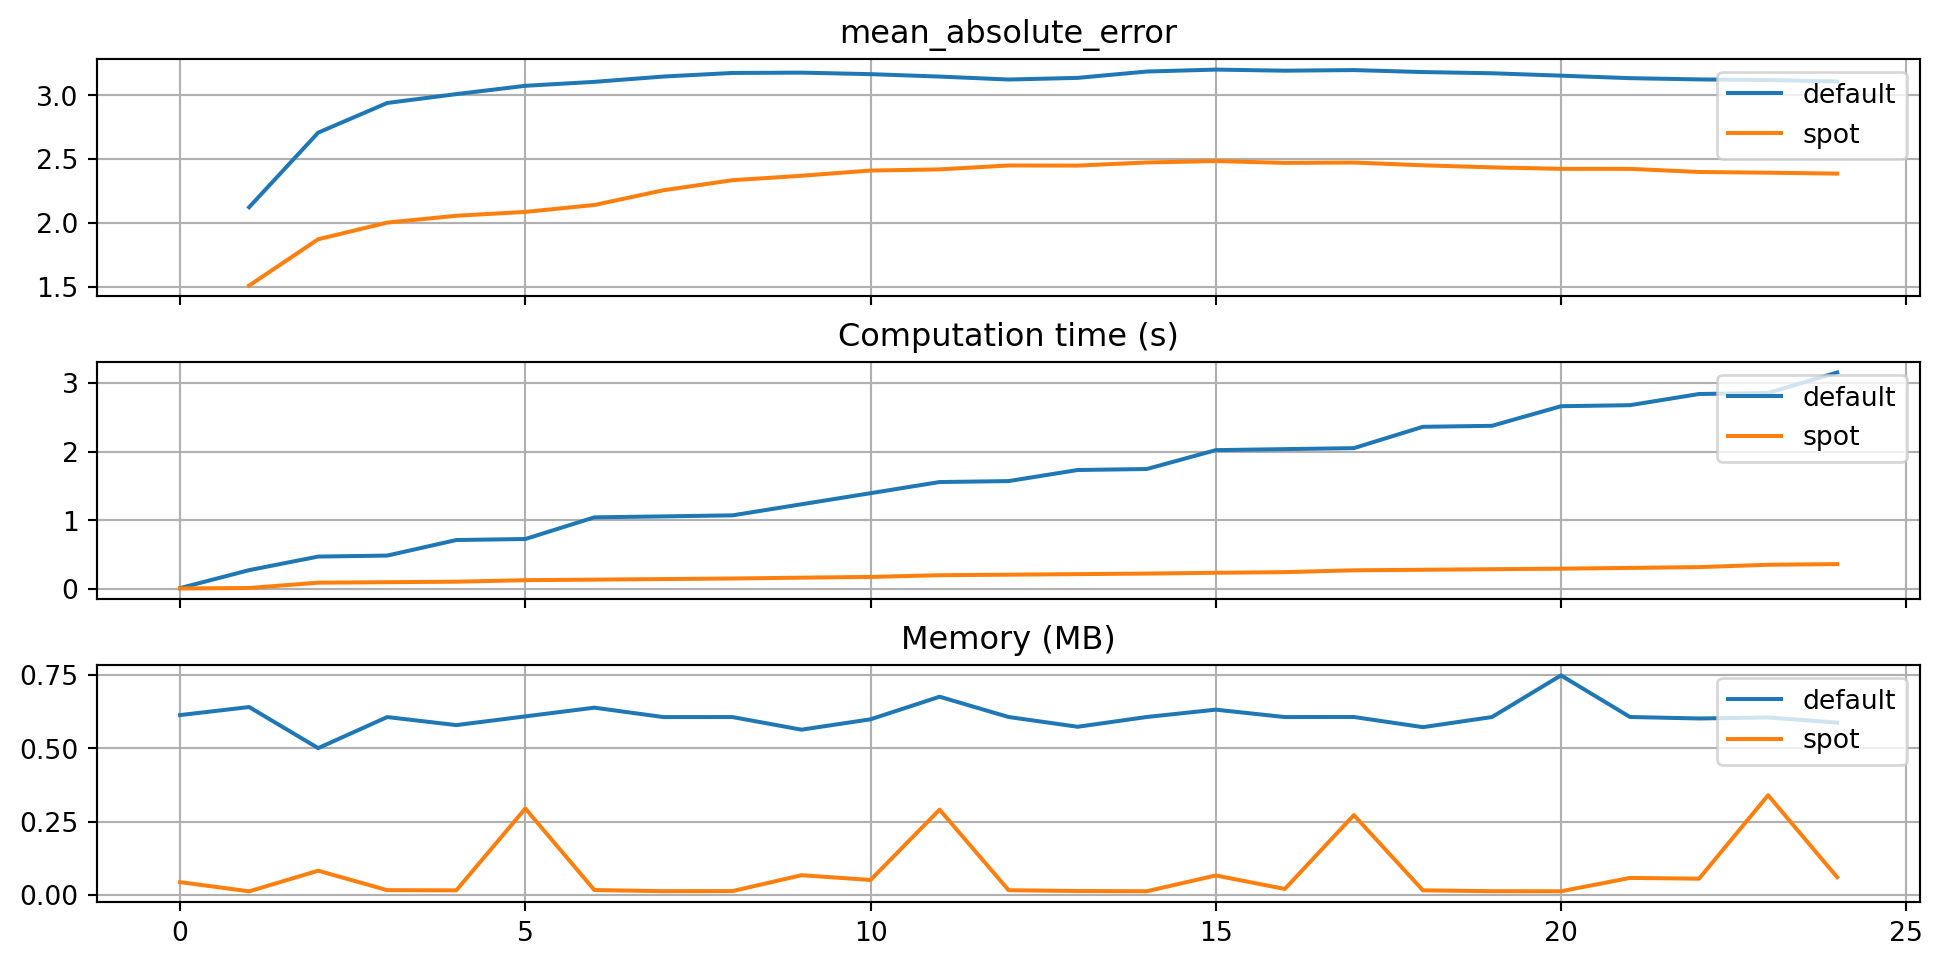 mean_absolute_error
3.0
2.5
2.0
1.5
default
spot
Computation time (s)
3
2
1
0
default
spot
Memory (MB)
0.75
0.50
0.25
0.00
default
spot
0 5 10 15 20 25